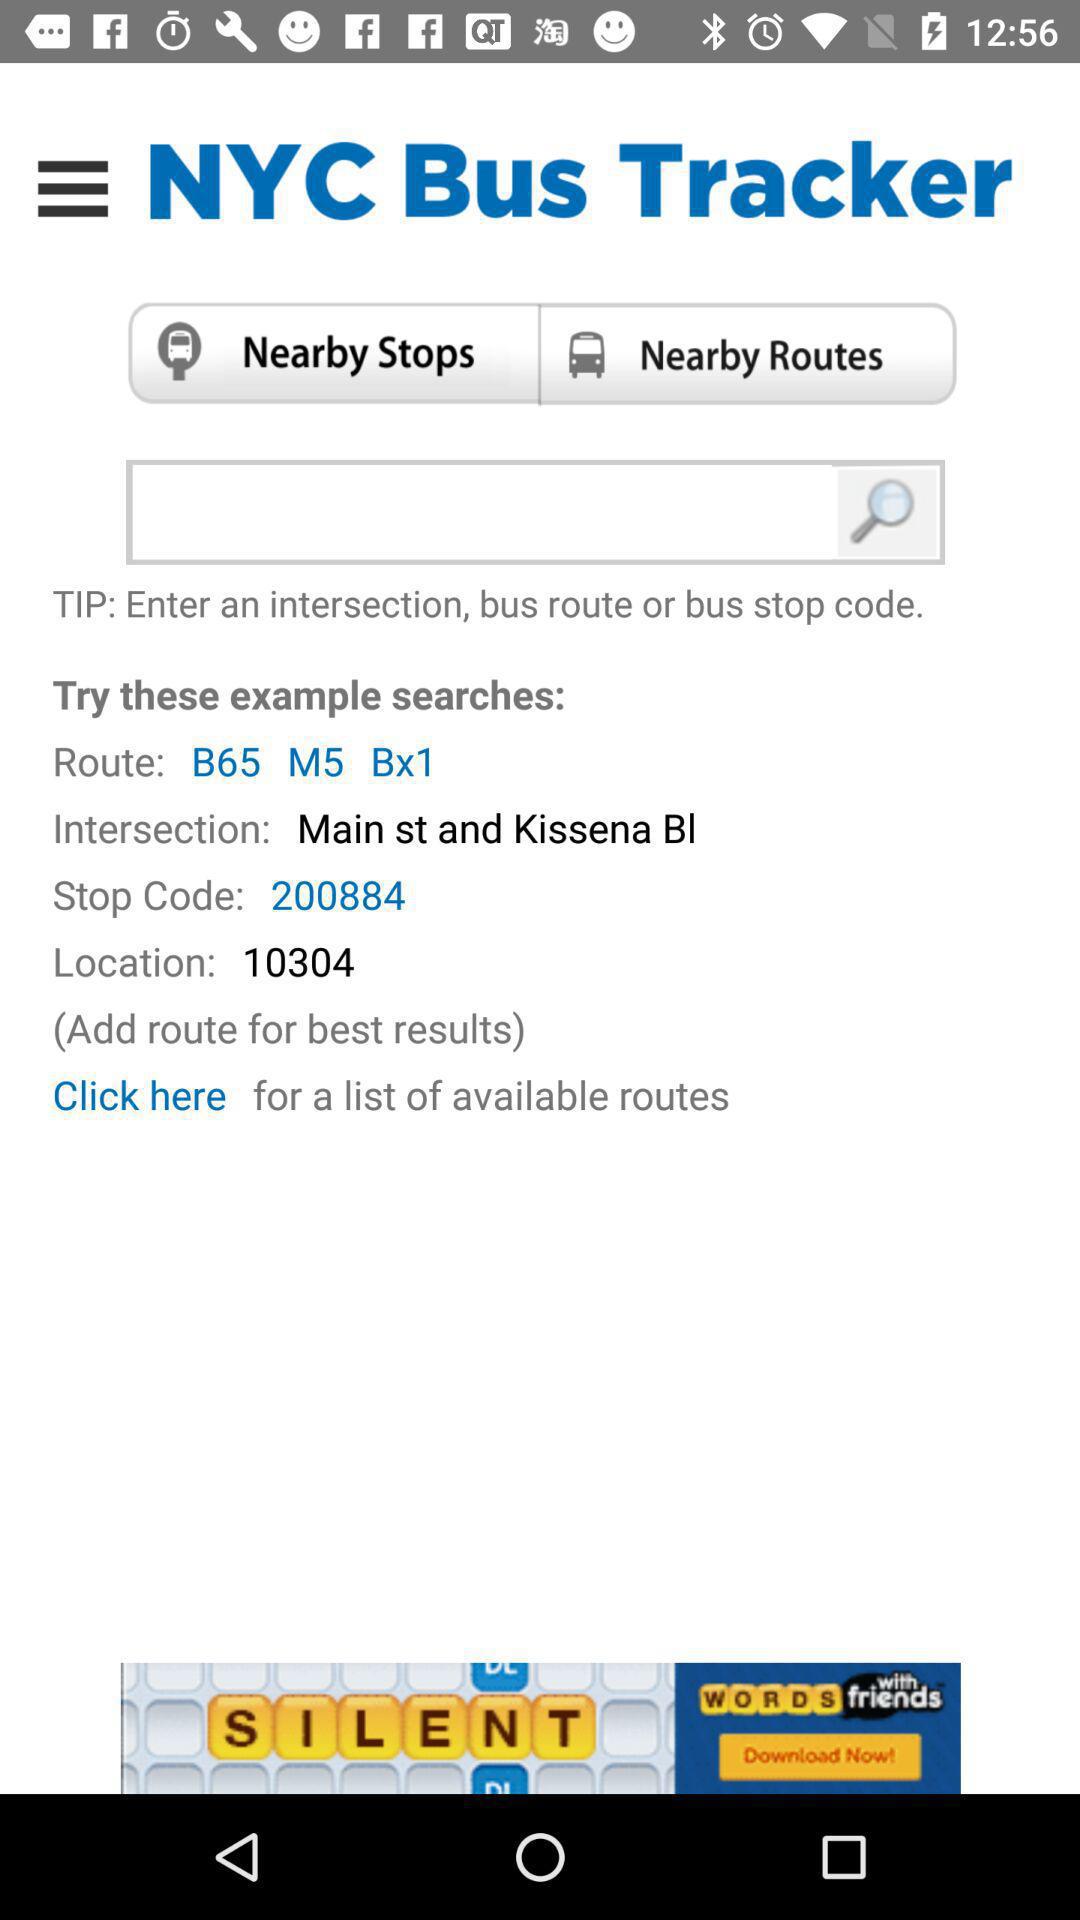 QT 淘 12:56
NYC Bus Tracker
Nearby Stops Nearby Routes
TIP: Enter an intersection, bus route or bus stop code.
Try these example searches:
Route: B65 M5 Bx1
Intersection: Main st and Kissena Bl
Stop Code: 200884
Location: 10304
(Add route for best results)
Click here for a list of available routes
DL
SILENT
DL
WORDS with friends
Download Now!